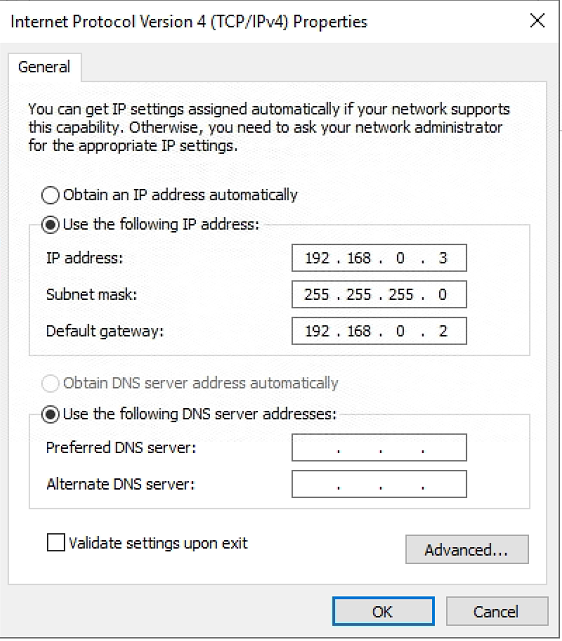 Internet Protocol Version 4 (TCP/IPv4) Properties
General
You can get IP settings assigned automatically if your network supports
this capability. Otherwise, you need to ask your network administrator
for the appropriate IP settings.
Obtain an IP address automatically
Use the following IP address:
IP address: 192 . 168 . 0 . 3
Subnet mask: 255 . 255 . 255 . 0
Default gateway: 192 . 168 . 0 . 2
Obtain DNS server address automatically
Use the following DNS server addresses:
Preferred DNS server: . . .
Alternate DNS server: . . .
Validate settings upon exit
Advanced...
OK Cancel